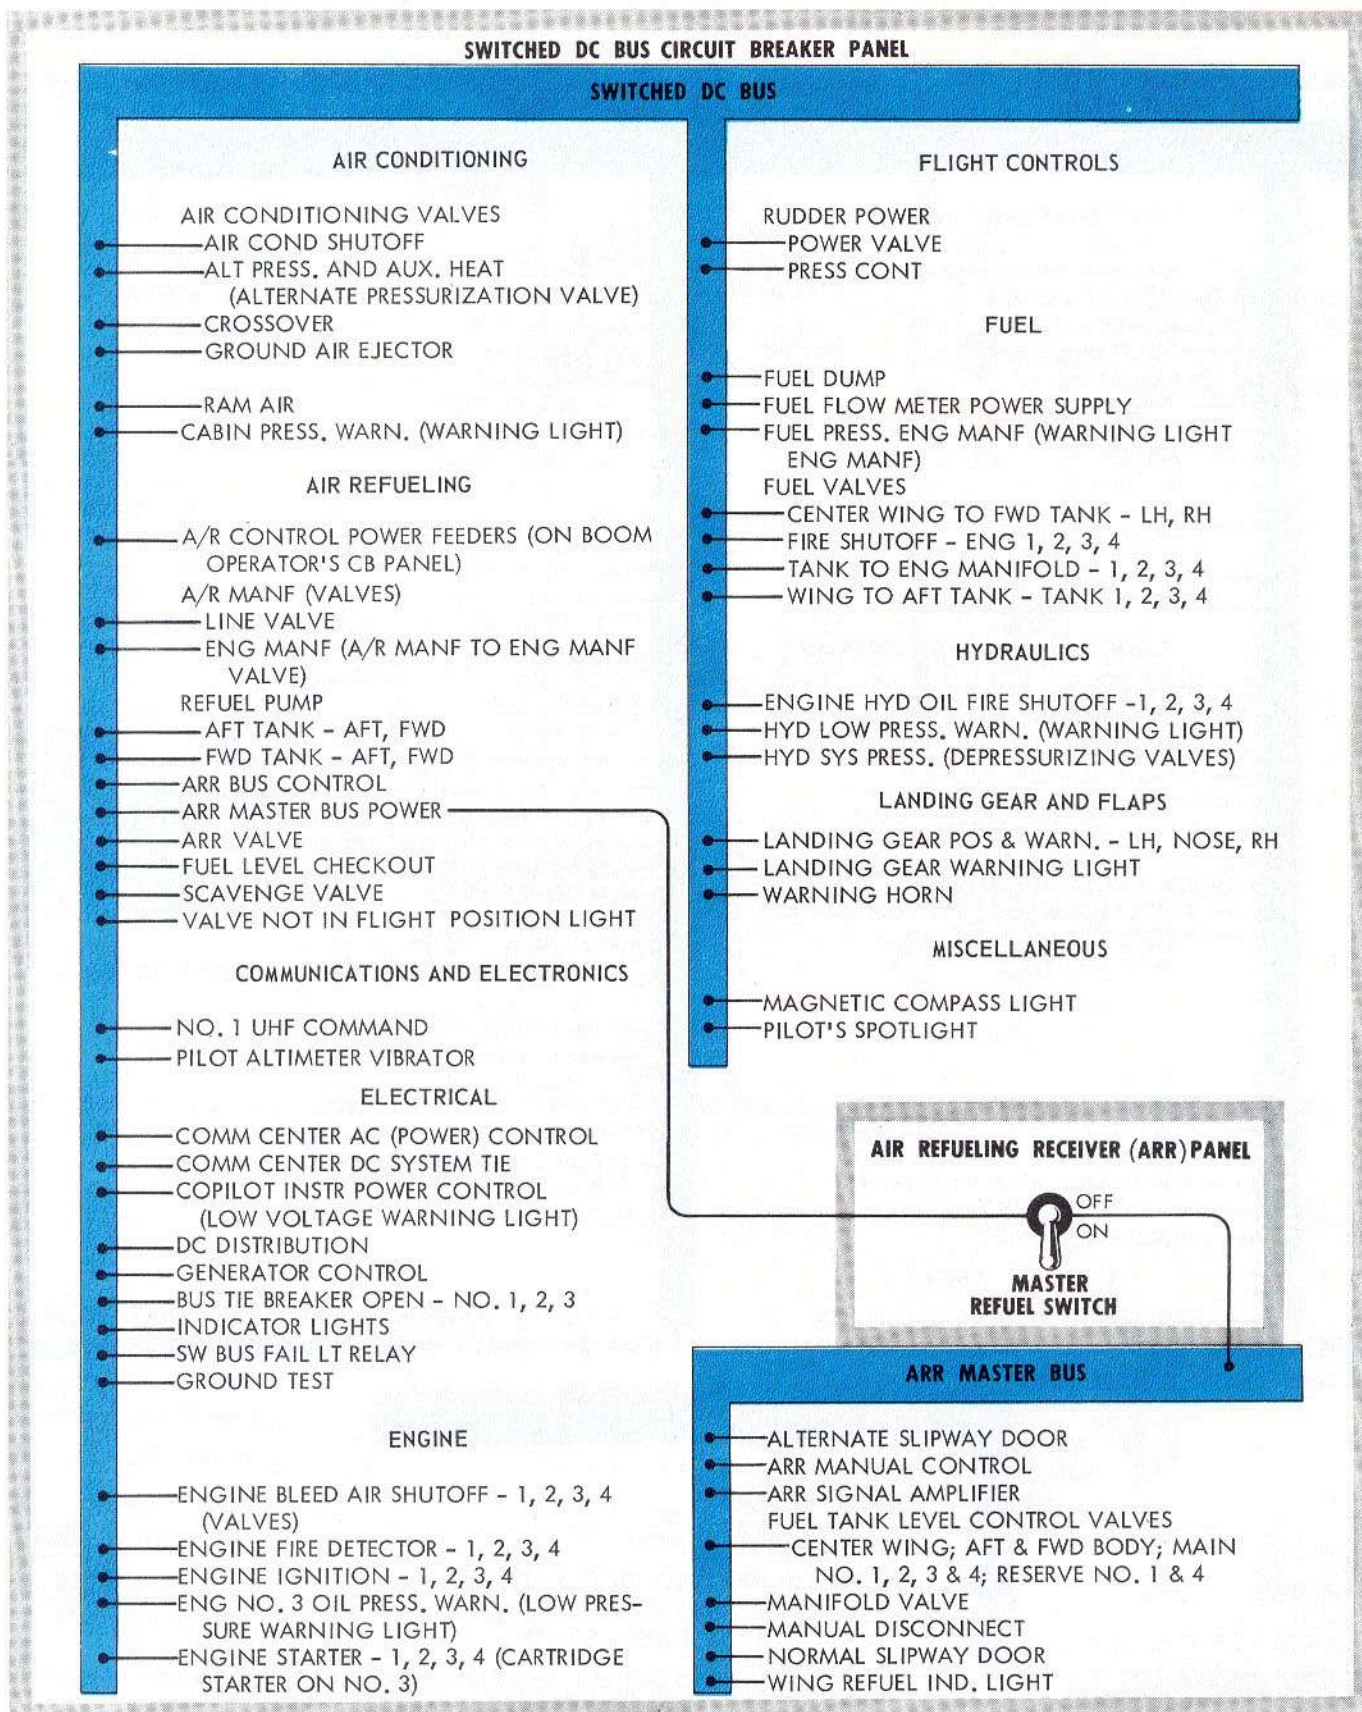 SWITCHED DC BUS CIRCUIT BREAKER PANEL
SWITCHED DC BUS
AIR CONDITIONING
AIR CONDITIONING VALVES
AIR COND SHUTOFF
ALT PRESS. AND AUX. HEAT
(ALTERNATE PRESSURIZATION VALVE)
CROSSOVER
GROUND AIR EJECTOR
RAM AIR
CABIN PRESS. WARN. (WARNING LIGHT)
AIR REFUELING
A/R CONTROL POWER FEEDERS (ON BOOM
OPERATOR'S CB PANEL)
A/R MANF (VALVES)
LINE VALVE
ENG MANF (A/R MANF TO ENG MANF
VALVE)
REFUEL PUMP
AFT TANK - AFT, FWD
FWD TANK - AFT, FWD
ARR BUS CONTROL
ARR MASTER BUS POWER
ARR VALVE
FUEL LEVEL CHECKOUT
SCAVENGE VALVE
VALVE NOT IN FLIGHT POSITION LIGHT
COMMUNICATIONS AND ELECTRONICS
NO. 1 UHF COMMAND
PILOT ALTIMETER VIBRATOR
ELECTRICAL
COMM CENTER AC (POWER) CONTROL
COMM CENTER DC SYSTEM TIE
COPILOT INSTR POWER CONTROL
(LOW VOLTAGE WARNING LIGHT)
DC DISTRIBUTION
GENERATOR CONTROL
BUS TIE BREAKER OPEN - NO. 1, 2, 3
INDICATOR LIGHTS
SW BUS FAIL LT RELAY
GROUND TEST
ENGINE
ENGINE BLEED AIR SHUTOFF - 1, 2, 3, 4
(VALVES)
ENGINE FIRE DETECTOR - 1, 2, 3, 4
ENGINE IGNITION - 1, 2, 3, 4
ENG NO. 3 OIL PRESS. WARN. (LOW PRES-
SURE WARNING LIGHT)
ENGINE STARTER - 1, 2, 3, 4 (CARTRIDGE
STARTER ON NO. 3)
FLIGHT CONTROLS
RUDDER POWER
POWER VALVE
PRESS CONT
FUEL
FUEL DUMP
FUEL FLOW METER POWER SUPPLY
FUEL PRESS. ENG MANF (WARNING LIGHT
ENG MANF)
FUEL VALVES
CENTER WING TO FWD TANK - LH, RH
FIRE SHUTOFF - ENG 1, 2, 3, 4
TANK TO ENG MANIFOLD - 1, 2, 3, 4
WING TO AFT TANK - TANK 1, 2, 3, 4
HYDRAULICS
ENGINE HYD OIL FIRE SHUTOFF -1, 2, 3, 4
HYD LOW PRESS. WARN. (WARNING LIGHT)
HYD SYS PRESS. (DEPRESSURIZING VALVES)
LANDING GEAR AND FLAPS
LANDING GEAR POS & WARN. - LH, NOSE, RH
LANDING GEAR WARNING LIGHT
WARNING HORN
MISCELLANEOUS
MAGNETIC COMPASS LIGHT
PILOT'S SPOTLIGHT
AIR REFUELING RECEIVER (ARR) PANEL
OFF
ON
MASTER
REFUEL SWITCH
ARR MASTER BUS
ALTERNATE SLIPWAY DOOR
ARR MANUAL CONTROL
ARR SIGNAL AMPLIFIER
FUEL TANK LEVEL CONTROL VALVES
CENTER WING; AFT & FWD BODY; MAIN
NO. 1, 2, 3 & 4; RESERVE NO. 1 & 4
MANIFOLD VALVE
MANUAL DISCONNECT
NORMAL SLIPWAY DOOR
WING REFUEL IND. LIGHT